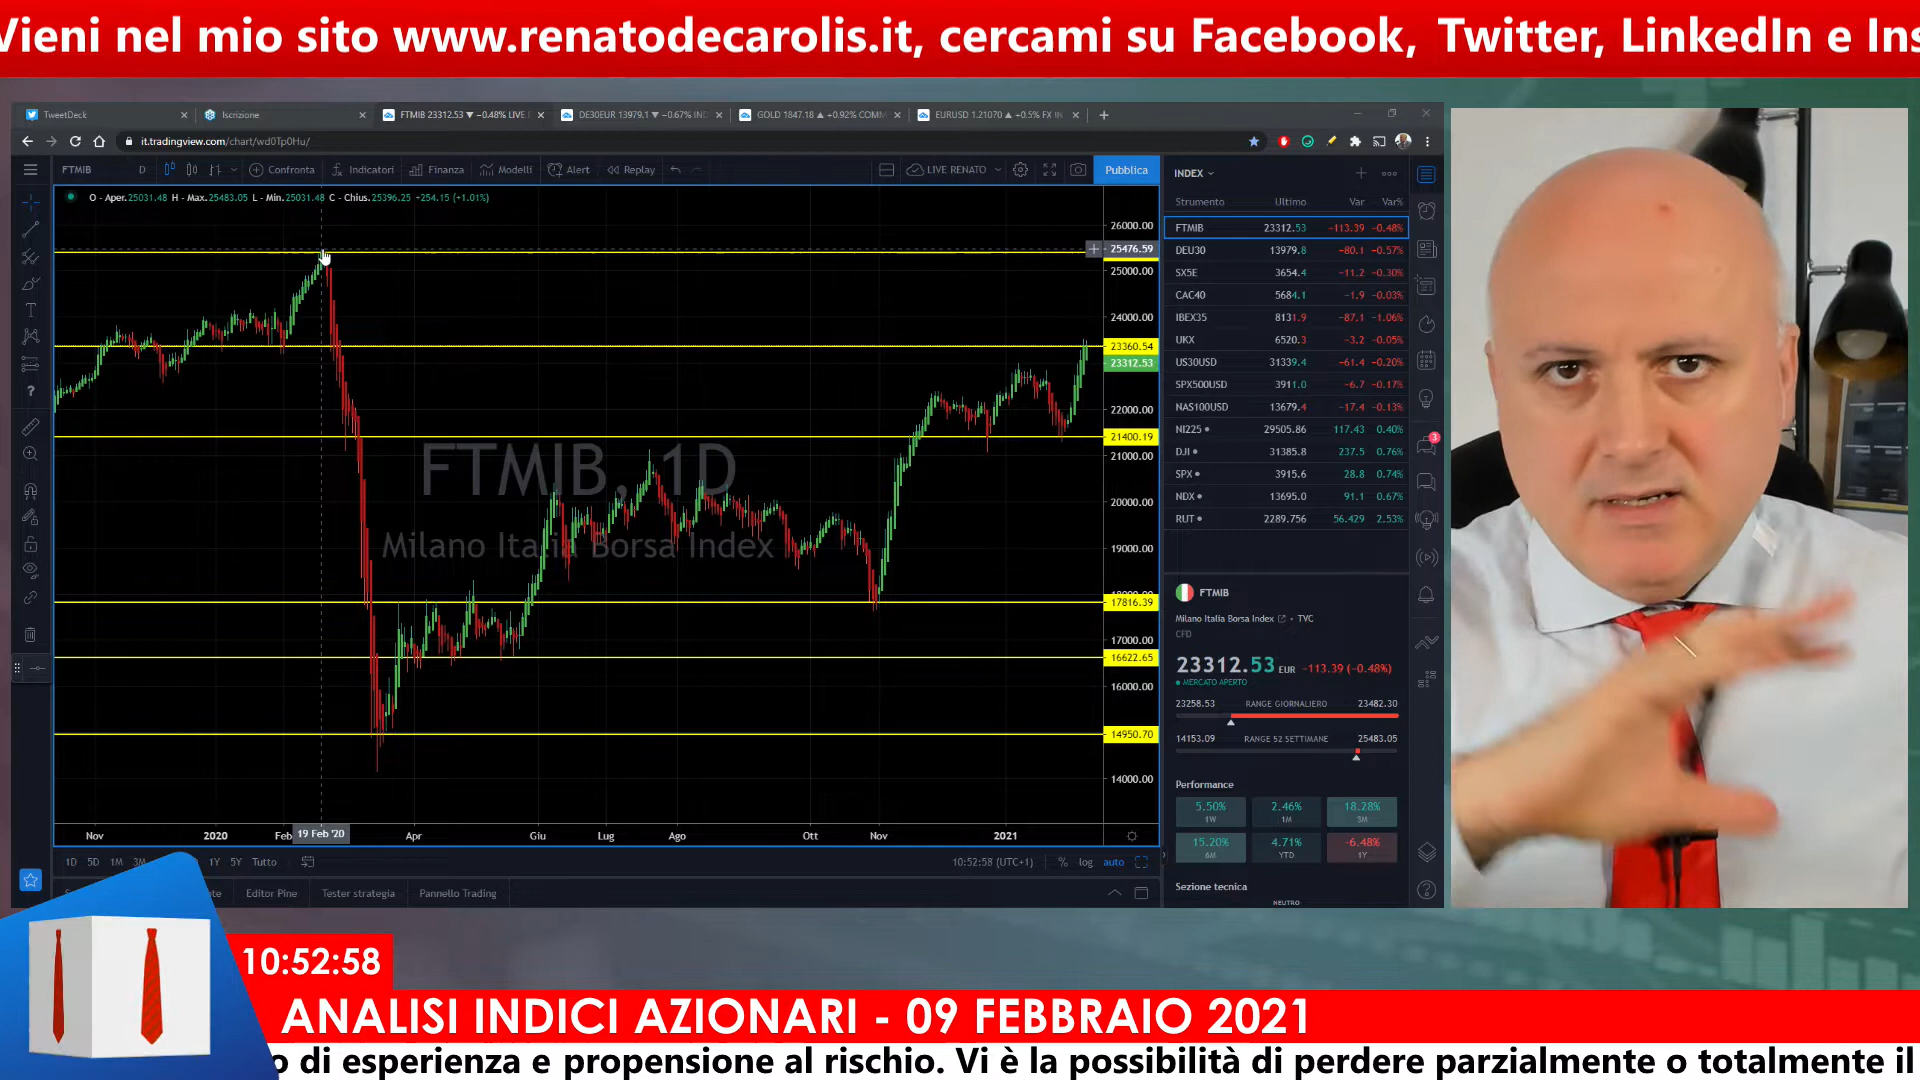 Vieni nel mio sito www.renatodecarolis.it, cercami su Facebook, Twitter, LinkedIn e Ins
TweetDeck
Iscrizione
FTMIB 23312.53 ▼ −0.48% LIVE
DE30EUR 13979.1 ▼ −0.67% IND
GOLD 1847.18 ▲ +0.92% COMM
EURUSD 1.21070 ▲ +0.5% FX IN
it.tradingview.com/chart/wd0Tp0Hu/
FTMIB
D
Confronta
Indicatori
Finanza
Modelli
Alert
Replay
LIVE RENATO
Pubblica
O - Aper.25031.48 H - Max.25483.05 L - Min.25031.48 C - Chius.25396.25 +254.15 (+1.01%)
26000.00
25476.59
25000.00
24000.00
23360.54
23312.53
22000.00
21400.19
21000.00
20000.00
19000.00
17816.39
17000.00
16622.65
16000.00
14950.70
14000.00
FTMIB, 1D
Milano Italia Borsa Index
Nov
2020
Feb
19 Feb '20
Apr
Giu
Lug
Ago
Ott
Nov
2021
1D
5D
1M
3M
1Y
5Y
Tutto
10:52:58 (UTC+1)
%
log
auto
Editor Pine
Tester strategia
Pannello Trading
INDEX
Strumento Ultimo Var Var%
FTMIB 23312.53 −113.39 −0.48%
DEU30 13979.8 −80.1 −0.57%
SX5E 3654.4 −11.2 −0.30%
CAC40 5684.1 −1.9 −0.03%
IBEX35 8131.9 −87.1 −1.06%
UKX 6520.3 −3.2 −0.05%
US30USD 31339.4 −61.4 −0.20%
SPX500USD 3911.0 −6.7 −0.17%
NAS100USD 13679.4 −17.4 −0.13%
NI225 29505.86 117.43 0.40%
DJI 31385.8 237.5 0.76%
SPX 3915.6 28.8 0.74%
NDX 13695.0 91.1 0.67%
RUT 2289.756 56.429 2.53%
3
FTMIB
Milano Italia Borsa Index • TVC
CFD
23312.53 EUR −113.39 (−0.48%)
MERCATO APERTO
23258.53 RANGE GIORNALIERO 23482.30
14153.09 RANGE 52 SETTIMANE 25483.05
Performance
5.50% 2.46% 18.28%
1W 1M 3M
15.20% 4.71% −6.48%
6M YTD 1Y
Sezione tecnica
NEUTRO
10:52:58
ANALISI INDICI AZIONARI - 09 FEBBRAIO 2021
o di esperienza e propensione al rischio. Vi è la possibilità di perdere parzialmente o totalmente il